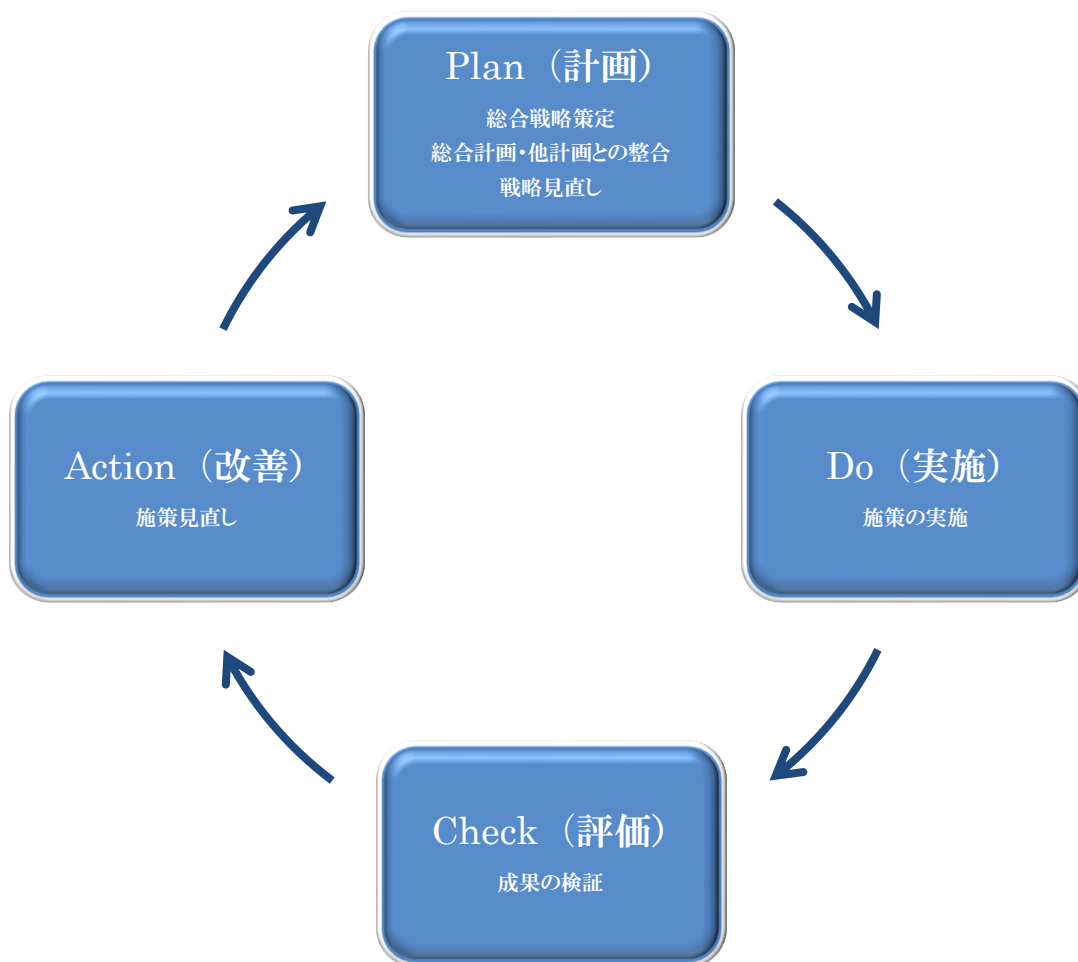 Plan（計画）
総合戦略策定
総合計画・他計画との整合
戦略見直し
Do（実施）
施策の実施
Check（評価）
成果の検証
Action（改善）
施策見直し